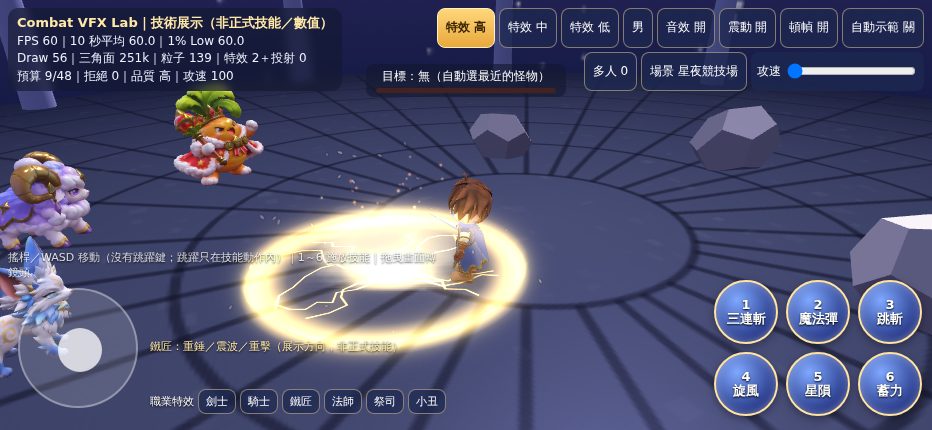 Combat VFX Lab｜技術展示（非正式技能／數值）
FPS 60｜10 秒平均 60.0｜1% Low 60.0
Draw 56｜三角面 251k｜粒子 139｜特效 2＋投射 0
預算 9/48｜拒絕 0｜品質 高｜攻速 100
特效 高
特效 中
特效 低
男
音效 開
震動 開
頓幀 開
自動示範 關
目標：無（自動選最近的怪物）
多人 0
場景 星夜競技場
攻速
搖桿／WASD 移動（沒有跳躍鍵；跳躍只在技能動作內）｜1～6 施放技能｜拖曳畫面轉
鏡頭
鐵匠：重錘／震波／重擊（展示方向，非正式技能）
職業特效
劍士
騎士
鐵匠
法師
祭司
小丑
1
三連斬
2
魔法彈
3
跳斬
4
旋風
5
星隕
6
蓄力